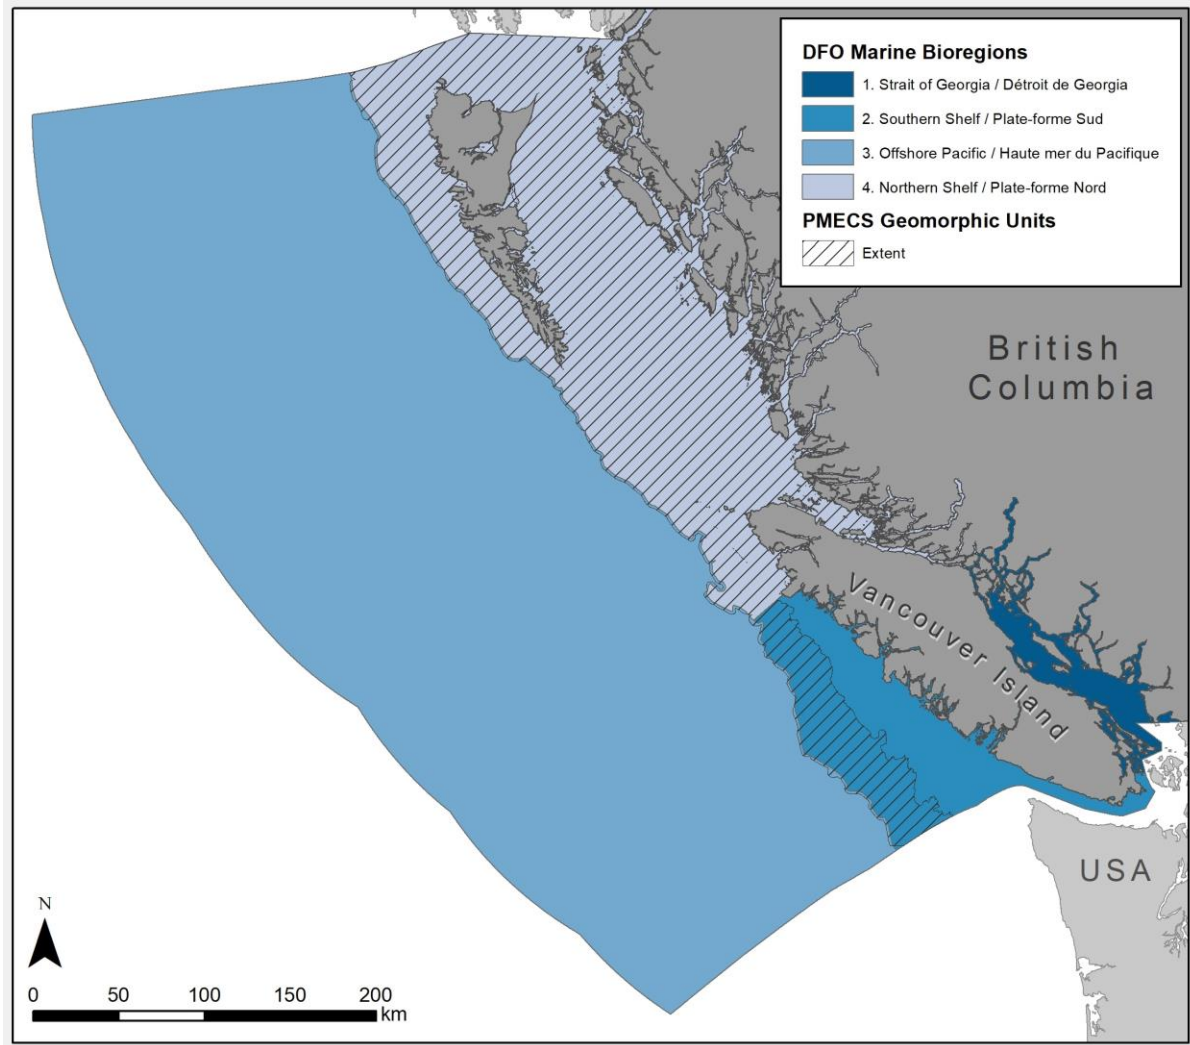 DFO Marine Bioregions
1. Strait of Georgia / Détroit de Georgia
2. Southern Shelf / Plate-forme Sud
3. Offshore Pacific / Haute mer du Pacifique
4. Northern Shelf / Plate-forme Nord
PMECS Geomorphic Units
Extent
British
Columbia
Vancouver Island
USA
N
0 50 100 150 200
km